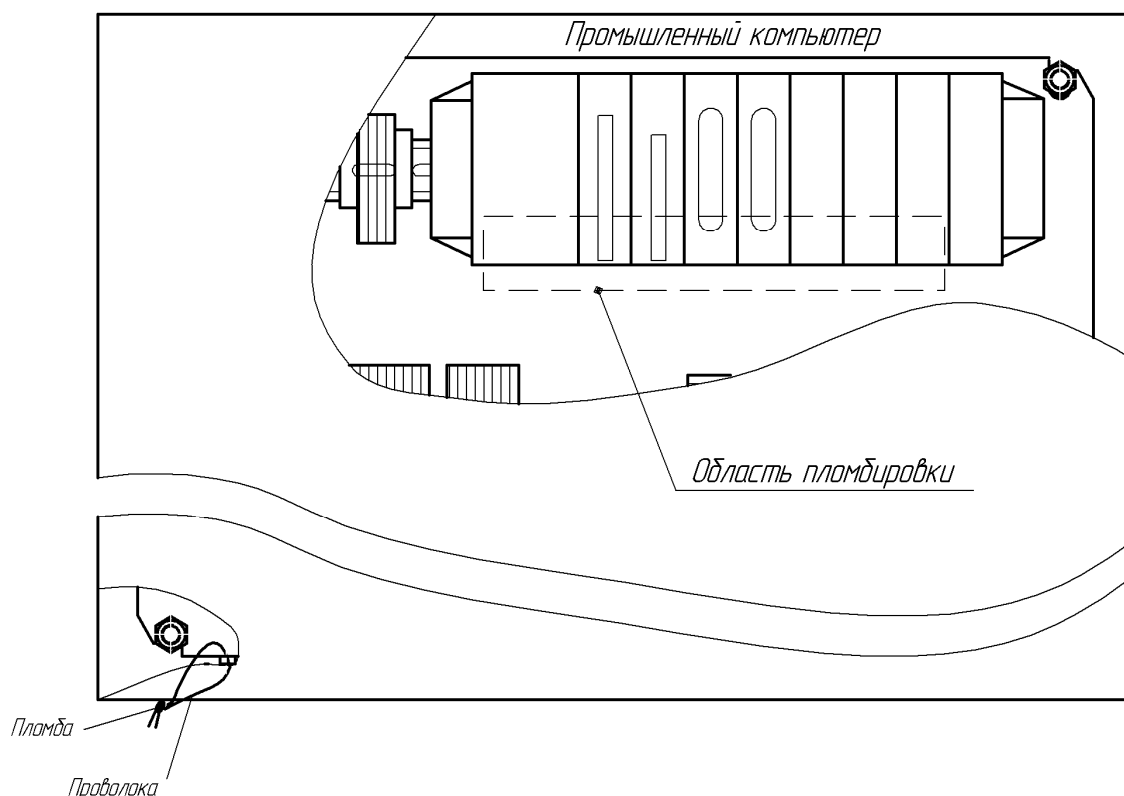 Промышленный компьютер
Область пломбировки
Пломба
Проволока